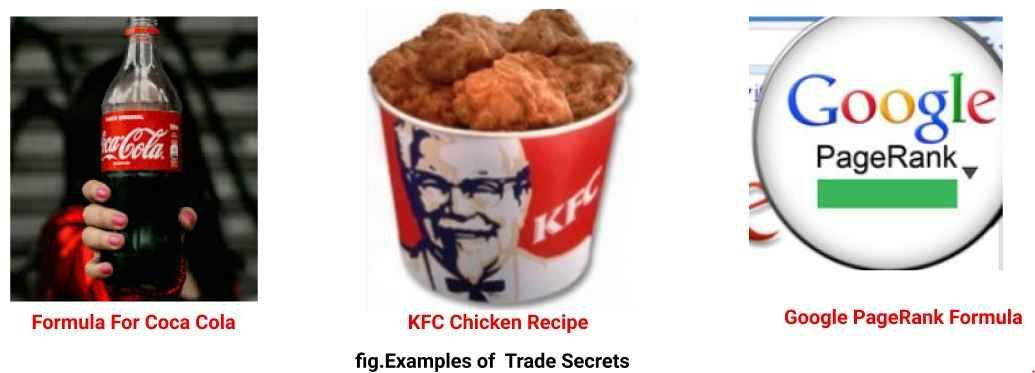 Coca-Cola
KFC
Google
PageRank
Formula For Coca Cola
KFC Chicken Recipe
Google PageRank Formula
fig.Examples of Trade Secrets